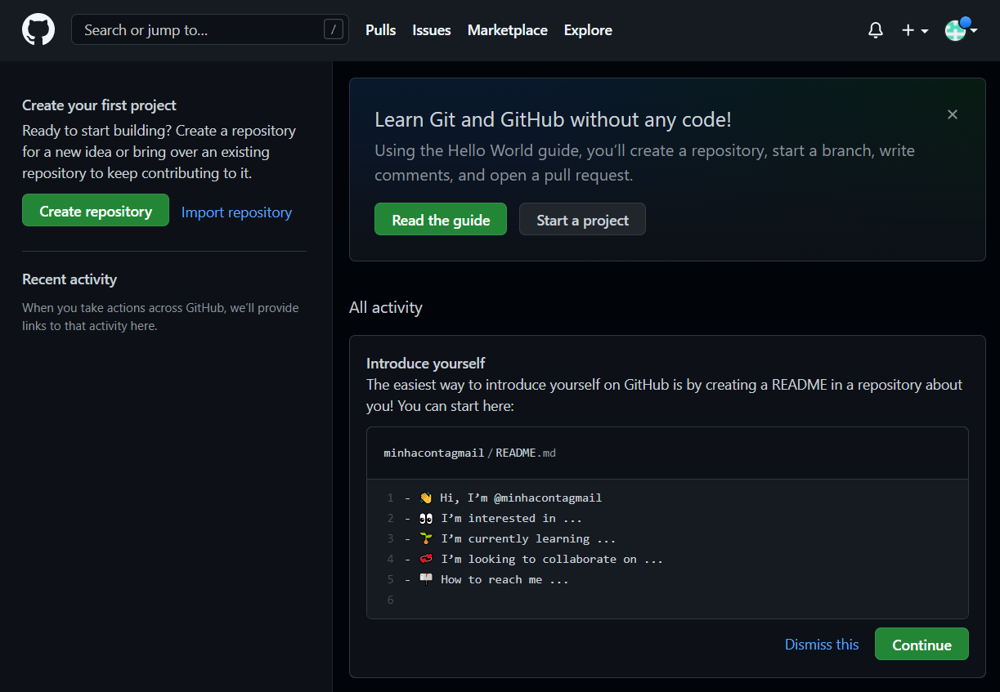 Search or jump to...
/
Pulls
Issues
Marketplace
Explore
Create your first project
Ready to start building? Create a repository
for a new idea or bring over an existing
repository to keep contributing to it.
Create repository
Import repository
Recent activity
When you take actions across GitHub, we’ll provide
links to that activity here.
Learn Git and GitHub without any code!
Using the Hello World guide, you’ll create a repository, start a branch, write
comments, and open a pull request.
Read the guide
Start a project
All activity
Introduce yourself
The easiest way to introduce yourself on GitHub is by creating a README in a repository about
you! You can start here:
minhacontagmail/README.md
1 - 👋 Hi, I’m @minhacontagmail
2 - 👀 I’m interested in ...
3 - 🌱 I’m currently learning ...
4 - 💞️ I’m looking to collaborate on ...
5 - 📫 How to reach me ...
6
Dismiss this
Continue